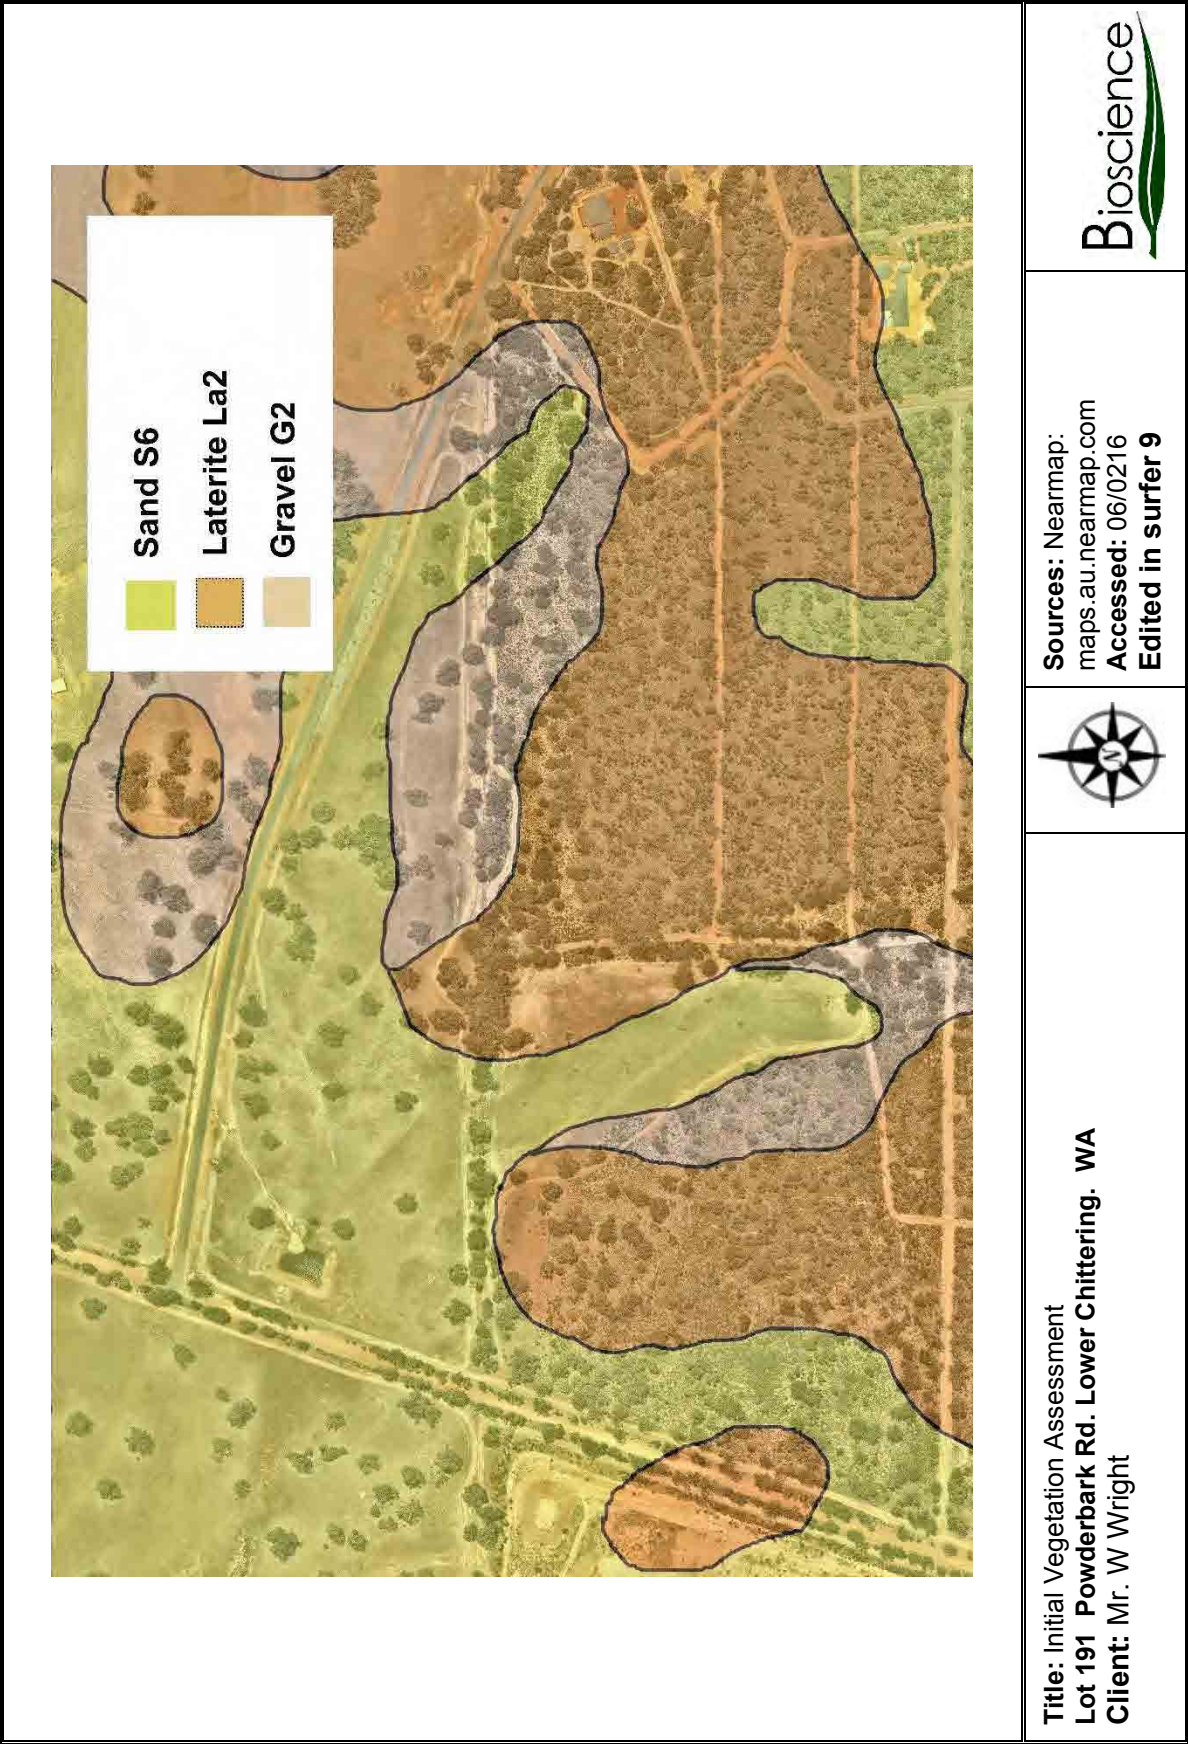 Sand S6
Laterite La2
Gravel G2
Title: Initial Vegetation Assessment
Lot 191 Powderbark Rd. Lower Chittering. WA
Client: Mr. W Wright
N
Sources: Nearmap:
maps.au.nearmap.com
Accessed: 06/0216
Edited in surfer 9
Bioscience